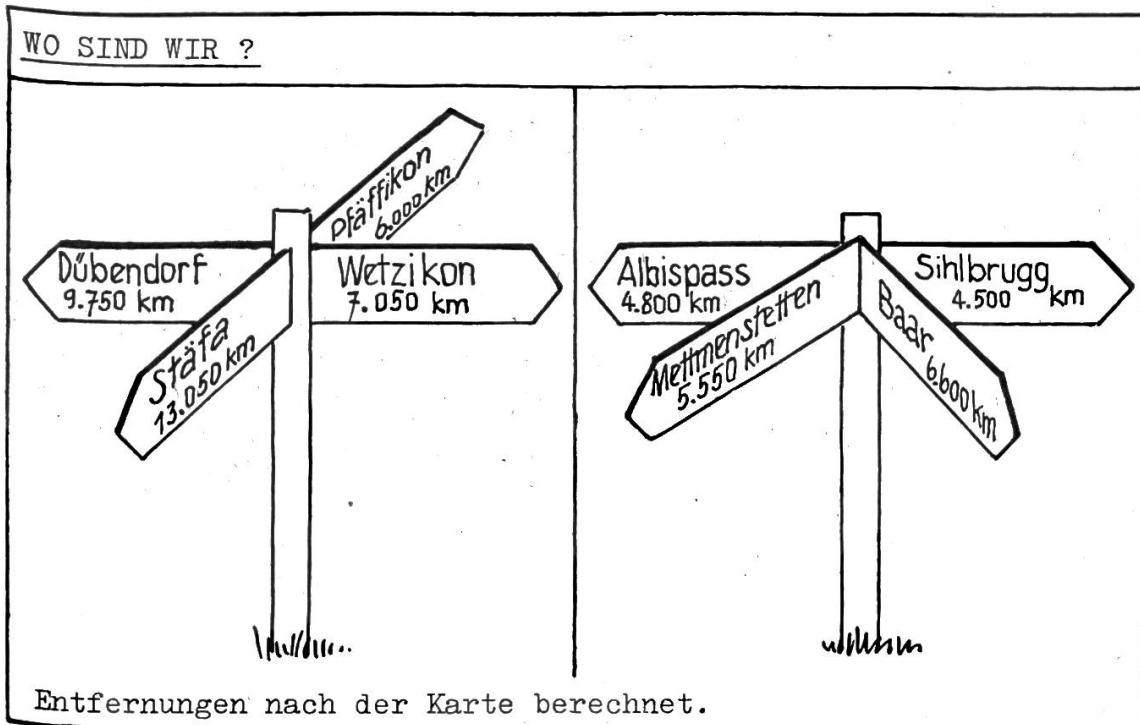 WO SIND WIR ?
Pfäffikon
6.000 km
Dübendorf
9.750 km
Wetzikon
7.050 km
Stäfa
13.050 km
Albispass
4.800 km
Sihlbrugg
4.500 km
Mettmenstetten
5.550 km
Baar
6.600 km
Entfernungen nach der Karte berechnet.